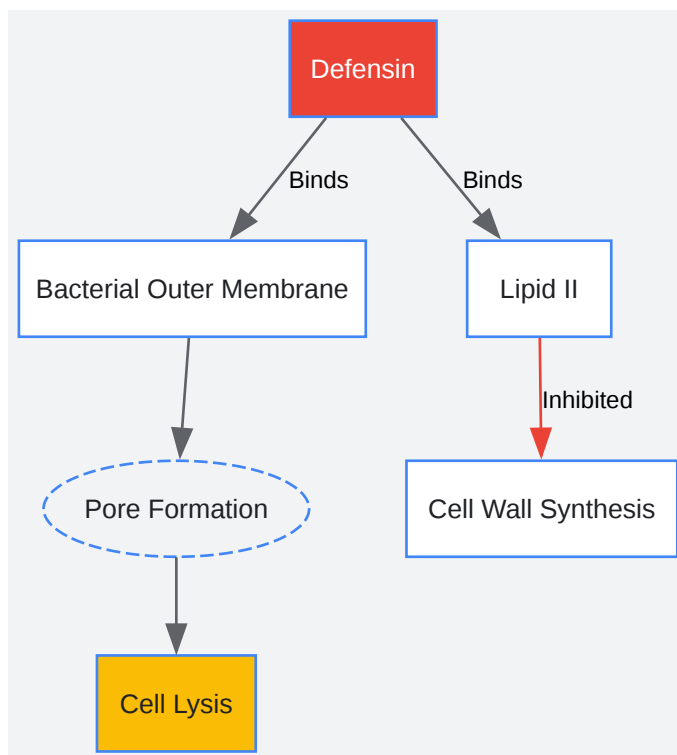 Defensin
Binds
Binds
Bacterial Outer Membrane
Lipid II
Inhibited
Pore Formation
Cell Wall Synthesis
Cell Lysis